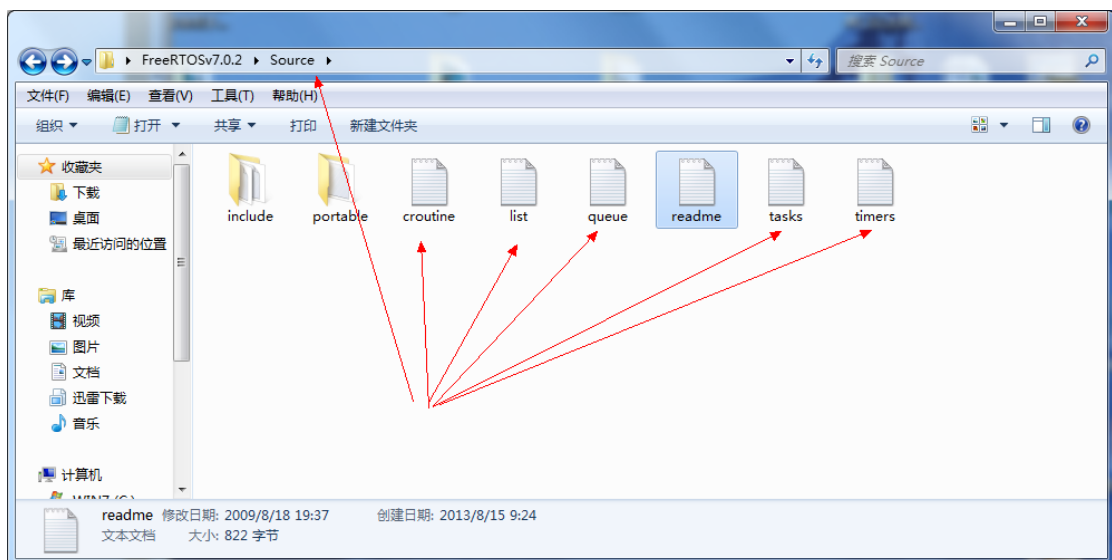 FreeRTOSv7.0.2 Source
搜索 Source
文件(F) 编辑(E) 查看(V) 工具(T) 帮助(H)
组织 打开 共享 打印 新建文件夹
收藏夹
下载
桌面
最近访问的位置
库
视频
图片
文档
迅雷下载
音乐
计算机
include portable croutine list queue readme tasks timers
readme 修改日期: 2009/8/18 19:37 创建日期: 2013/8/15 9:24
文本文档 大小: 822 字节